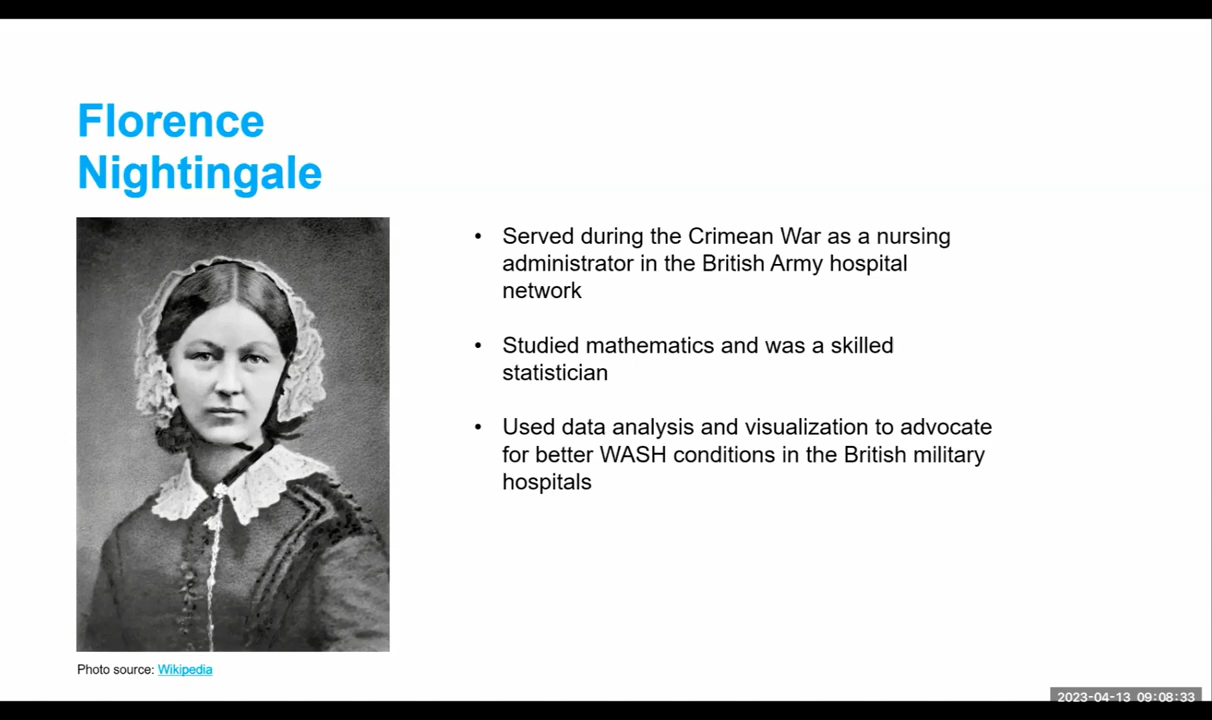 Florence
Nightingale
• Served during the Crimean War as a nursing
administrator in the British Army hospital
network
• Studied mathematics and was a skilled
statistician
• Used data analysis and visualization to advocate
for better WASH conditions in the British military
hospitals
Photo source: Wikipedia
2023-04-13 09:08:33